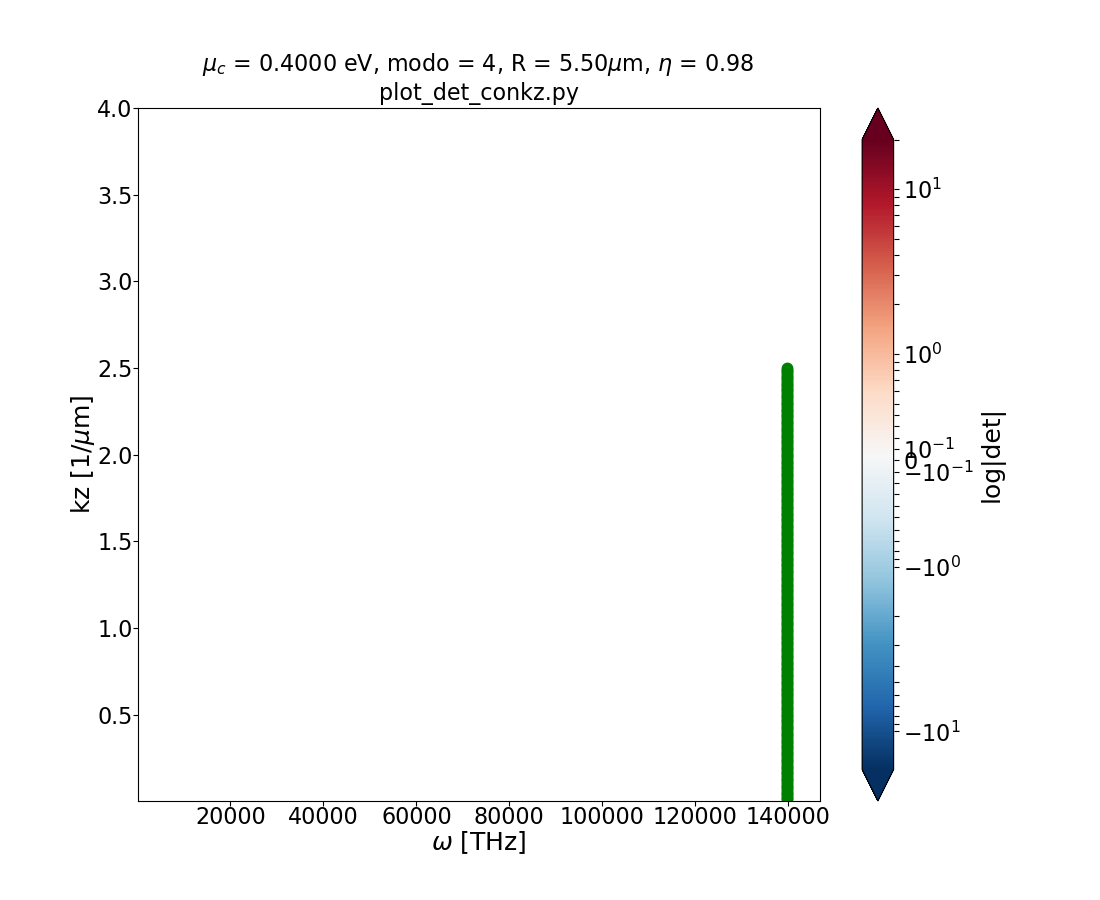 μ_c = 0.4000 eV, modo = 4, R = 5.50μm, η = 0.98
plot_det_conkz.py
4.0
3.5
3.0
2.5
2.0
1.5
1.0
0.5
kz [1/μm]
20000 40000 60000 80000 100000 120000 140000
ω [THz]
10¹
10⁰
10⁻¹
0
−10⁻¹
−10⁰
−10¹
log|det|